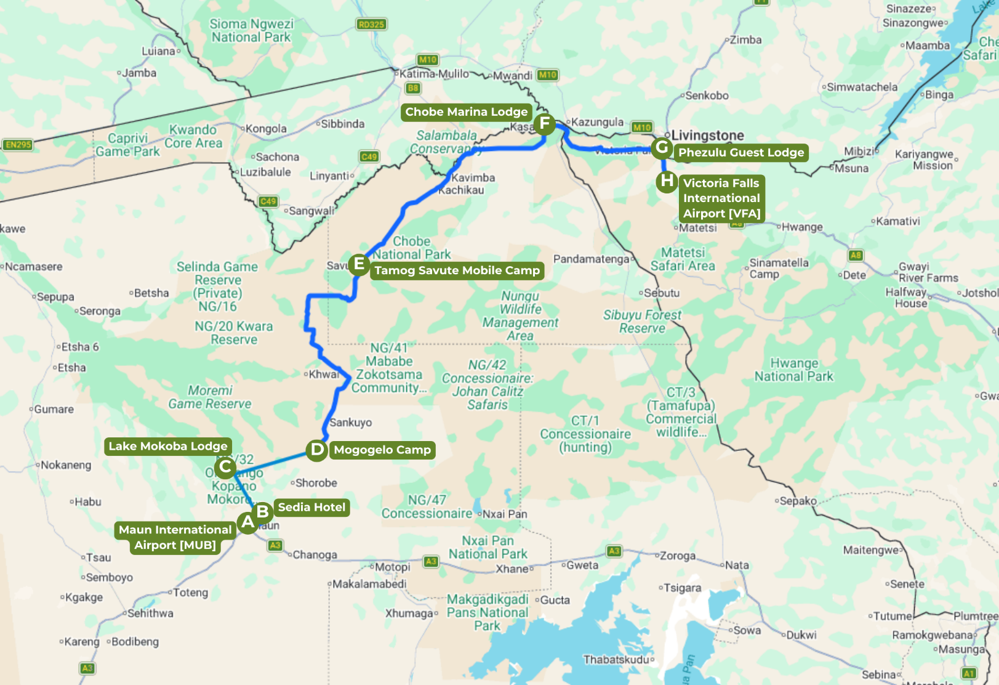 Sinazeze
Sinazongwe
Sioma Ngwezi
National Park
RD325
Zimba
Maamba
Luiana
Jamba
M10
Katima-Mulilo
Mwandi
M10
B8
Simwatachela
Senkobo
Binga
Chobe Marina Lodge
F
Kazungula
M10
Livingstone
Sibbinda
Kongola
Kwando
Core Area
Caprivi
Game Park
EN295
Salambala
C49
G
Phezulu Guest Lodge
Mibizi
Kariyangwe
Mission
Msuna
Sachona
Luzibalule
Linyanti
Kavimba
Kachikau
H
Victoria Falls
International
Airport [VFA]
C49
Sangwali
Matetsi
A8
Hwange
Kamativi
Chobe
National Park
Ncamasere
E
Tamog Savute Mobile Camp
Pandamatenga
Matetsi
Safari Area
A8
Sinamatella
Camp
Dete
Gwayi
River Farms
Halfway
House
Selinda Game
Reserve
(Private)
NG/16
Betsha
Sepupa
Seronga
Sebutu
Nungu
Wildlife
Management
Area
Sibuyu Forest
Reserve
NG/20 Kwara
Reserve
Etsha 6
Etsha
NG/41
Mababe
Zokotsama
Community...
NG/42
Concessionaire:
Johan Calitz
Safaris
Hwange
National Park
Khwai
Moremi
Game Reserve
Gumare
CT/3
(Tamafupa)
Commercial
wildlife...
CT/1
Concessionaire
(hunting)
Sankuyo
Lake Mokoba Lodge
D
Mogogelo Camp
C
Nokaneng
Kopano
Shorobe
Habu
Sedia Hotel
B
A
Maun International
Airport [MUB]
NG/47
Concessionaire
Nxai Pan
Sepako
Nxai Pan
National Park
A3
Changoga
Motopi
A3
Xhane
Gweta
A3
Zoroga
Nata
Maitengwe
Tsau
Semboyo
Kgakge
Toteng
Sehithwa
Makalamabedi
Xhumaga
Makgadikgadi
Pans National
Park
Gucta
Tsigara
Senete
Tutume
Plumtree
Kareng
Bodibeng
A3
Sowa
Dukwi
Ramokgwebana
Masunga
Thabatskudu
Sebina
A1